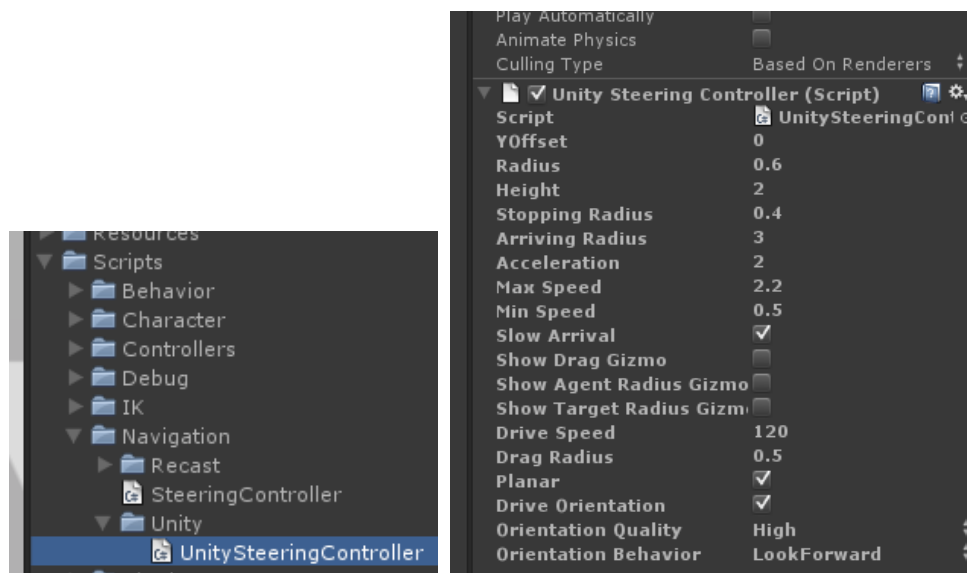 Resources
Scripts
Behavior
Character
Controllers
Debug
IK
Navigation
Recast
SteeringController
Unity
UnitySteeringController
Play Automatically
Animate Physics
Culling Type Based On Renderers
Unity Steering Controller (Script)
Script UnitySteeringCont
YOffset 0
Radius 0.6
Height 2
Stopping Radius 0.4
Arriving Radius 3
Acceleration 2
Max Speed 2.2
Min Speed 0.5
Slow Arrival
Show Drag Gizmo
Show Agent Radius Gizmo
Show Target Radius Gizm
Drive Speed 120
Drag Radius 0.5
Planar
Drive Orientation
Orientation Quality High
Orientation Behavior LookForward